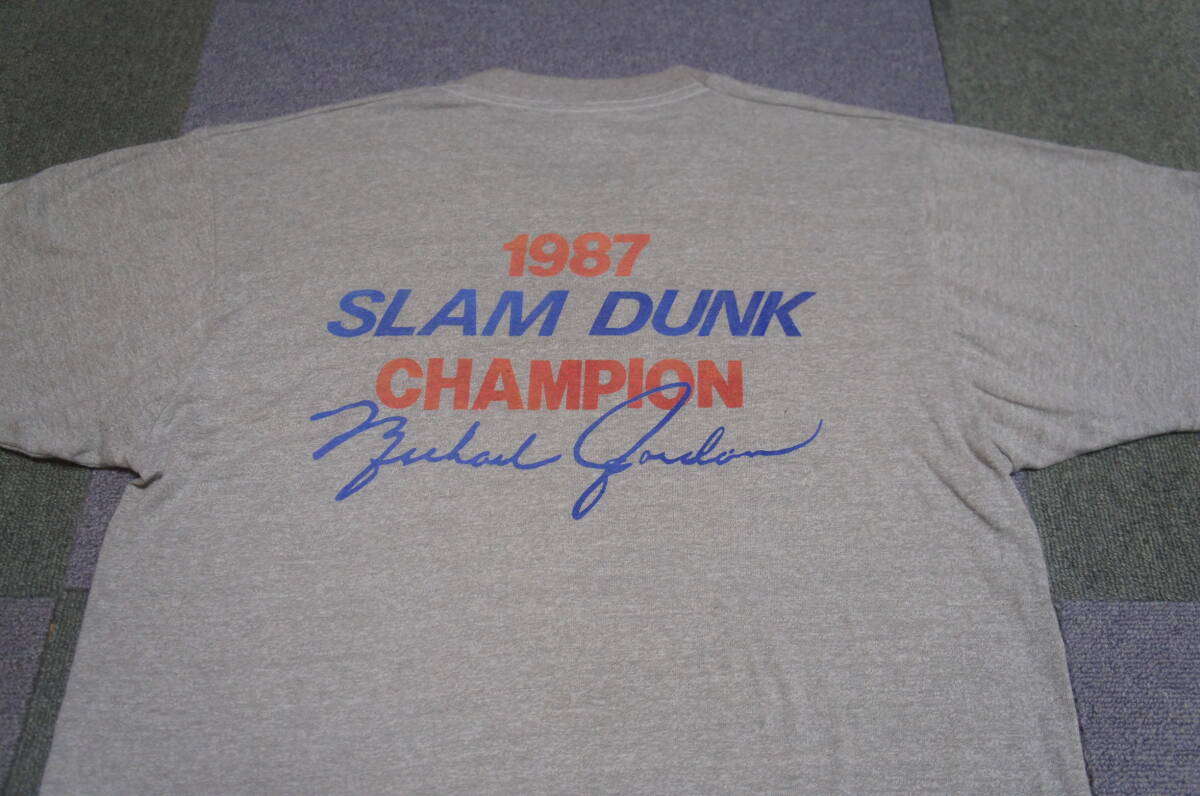 1987
SLAM DUNK
CHAMPION
Michael Jordan